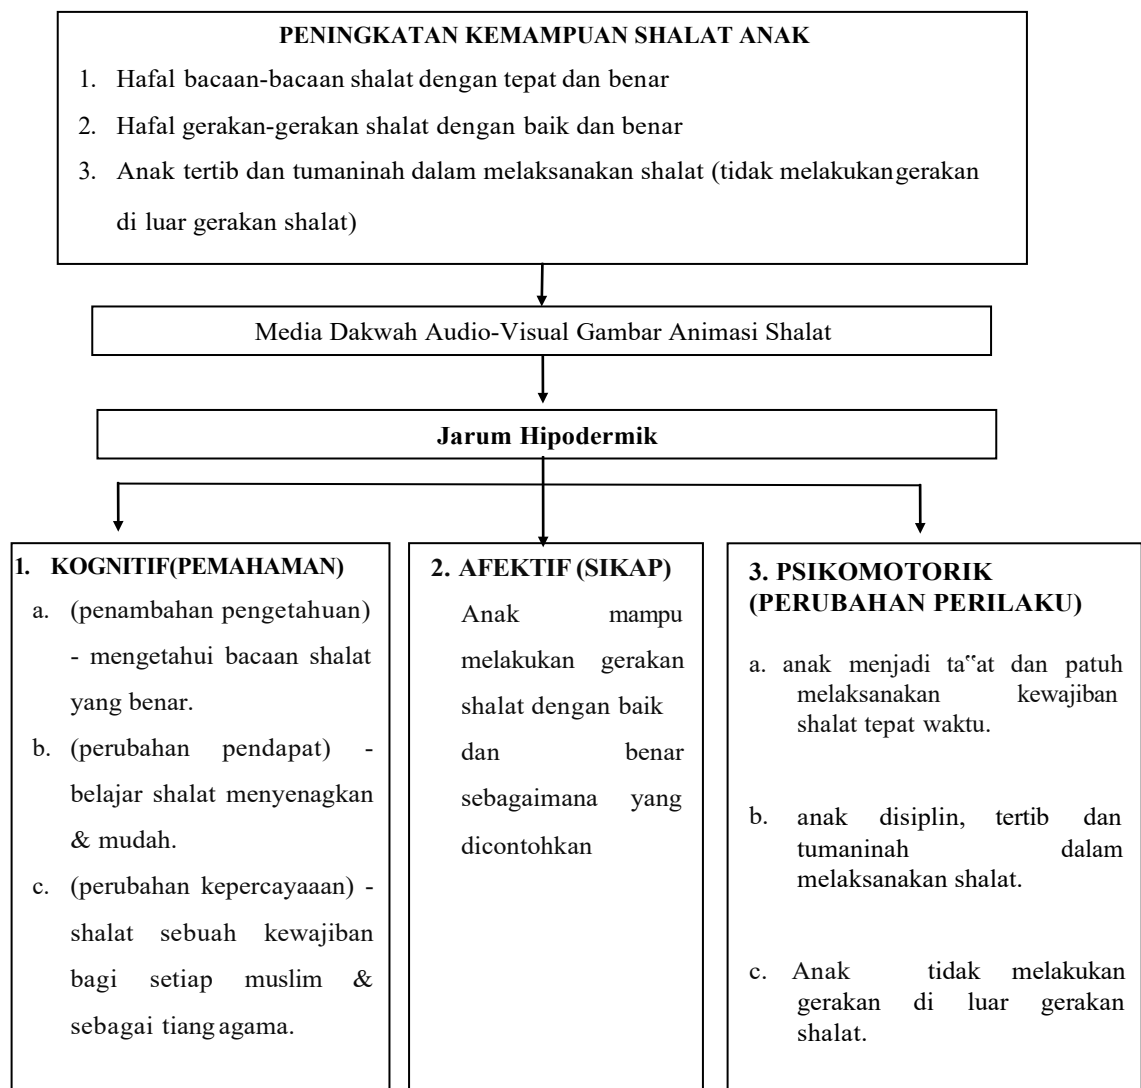 PENINGKATAN KEMAMPUAN SHALAT ANAK
1. Hafal bacaan-bacaan shalat dengan tepat dan benar
2. Hafal gerakan-gerakan shalat dengan baik dan benar
3. Anak tertib dan tumaninah dalam melaksanakan shalat (tidak melakukangerakan
di luar gerakan shalat)
Media Dakwah Audio-Visual Gambar Animasi Shalat
Jarum Hipodermik
1. KOGNITIF(PEMAHAMAN)
a. (penambahan pengetahuan)
- mengetahui bacaan shalat
yang benar.
b. (perubahan pendapat) -
belajar shalat menyenagkan
& mudah.
c. (perubahan kepercayaaan) -
shalat sebuah kewajiban
bagi setiap muslim &
sebagai tiang agama.
2. AFEKTIF (SIKAP)
Anak mampu
melakukan gerakan
shalat dengan baik
dan benar
sebagaimana yang
dicontohkan
3. PSIKOMOTORIK
(PERUBAHAN PERILAKU)
a. anak menjadi ta‟at dan patuh
melaksanakan kewajiban
shalat tepat waktu.
b. anak disiplin, tertib dan
tumaninah dalam
melaksanakan shalat.
c. Anak tidak melakukan
gerakan di luar gerakan
shalat.